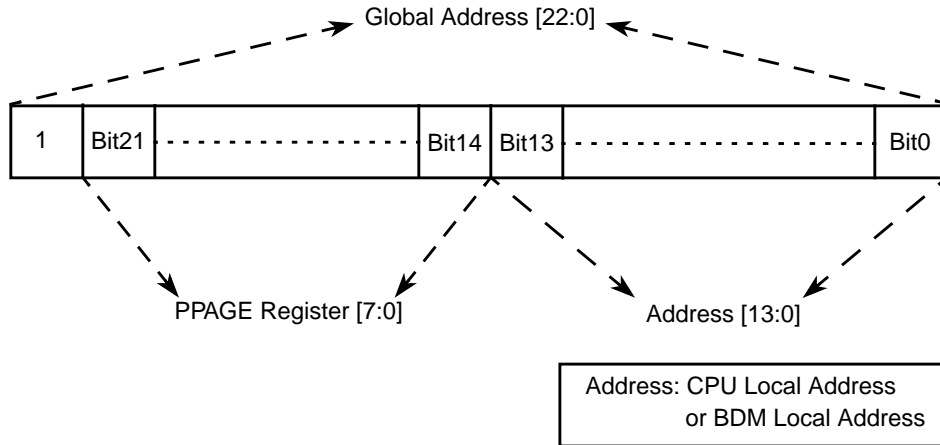 Global Address [22:0]
1 Bit21 Bit14 Bit13 Bit0
PPAGE Register [7:0] Address [13:0]
Address: CPU Local Address
or BDM Local Address